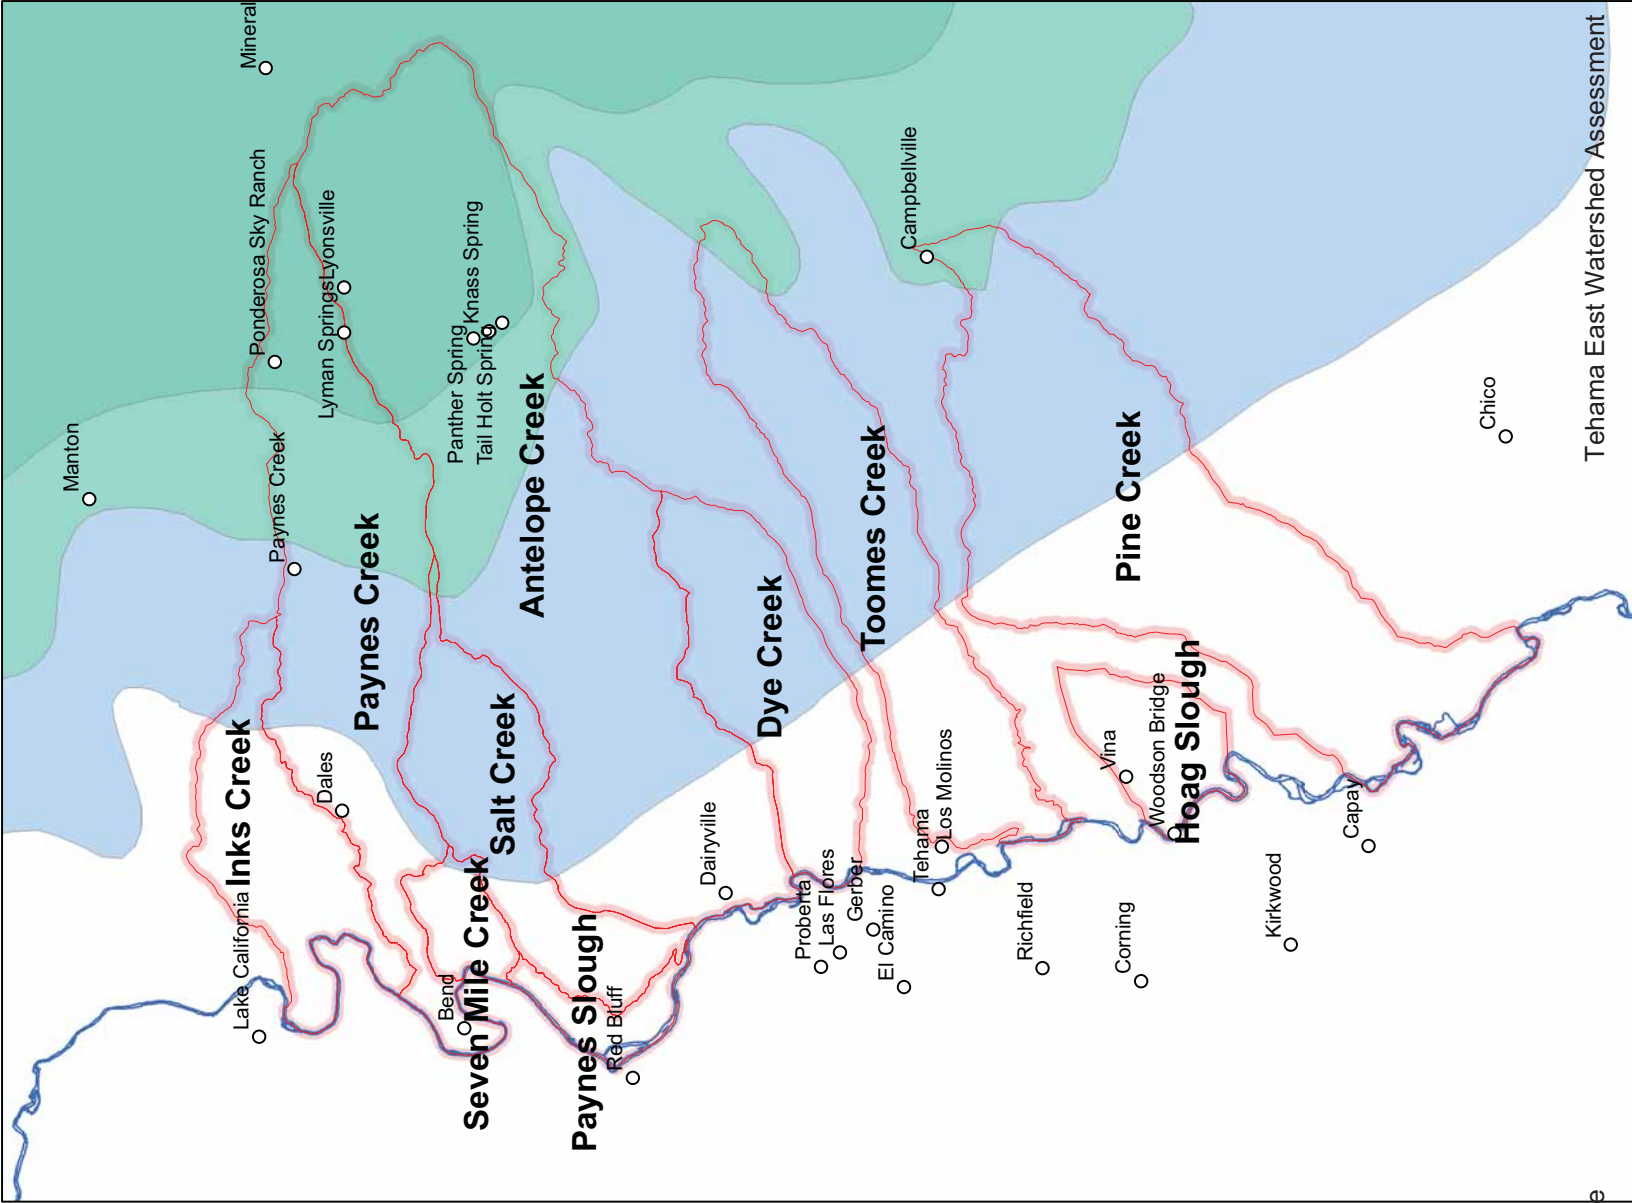 Mineral
Ponderosa Sky Ranch
Lyonsville
Lyman Springs
Knass Spring
Panther Spring
Tail Holt Spring
Campbellville
Manton
Paynes Creek
Paynes Creek
Antelope Creek
Inks Creek
Dales
Salt Creek
Dye Creek
Toomes Creek
Pine Creek
Chico
Lake California
Bend
Seven Mile Creek
Paynes Slough
Red Bluff
Dairyville
Proberta
Las Flores
Gerber
El Camino
Tehama
Los Molinos
Vina
Woodson Bridge
Hoag Slough
Capay
Richfield
Corning
Kirkwood
Tehama East Watershed Assessment
e